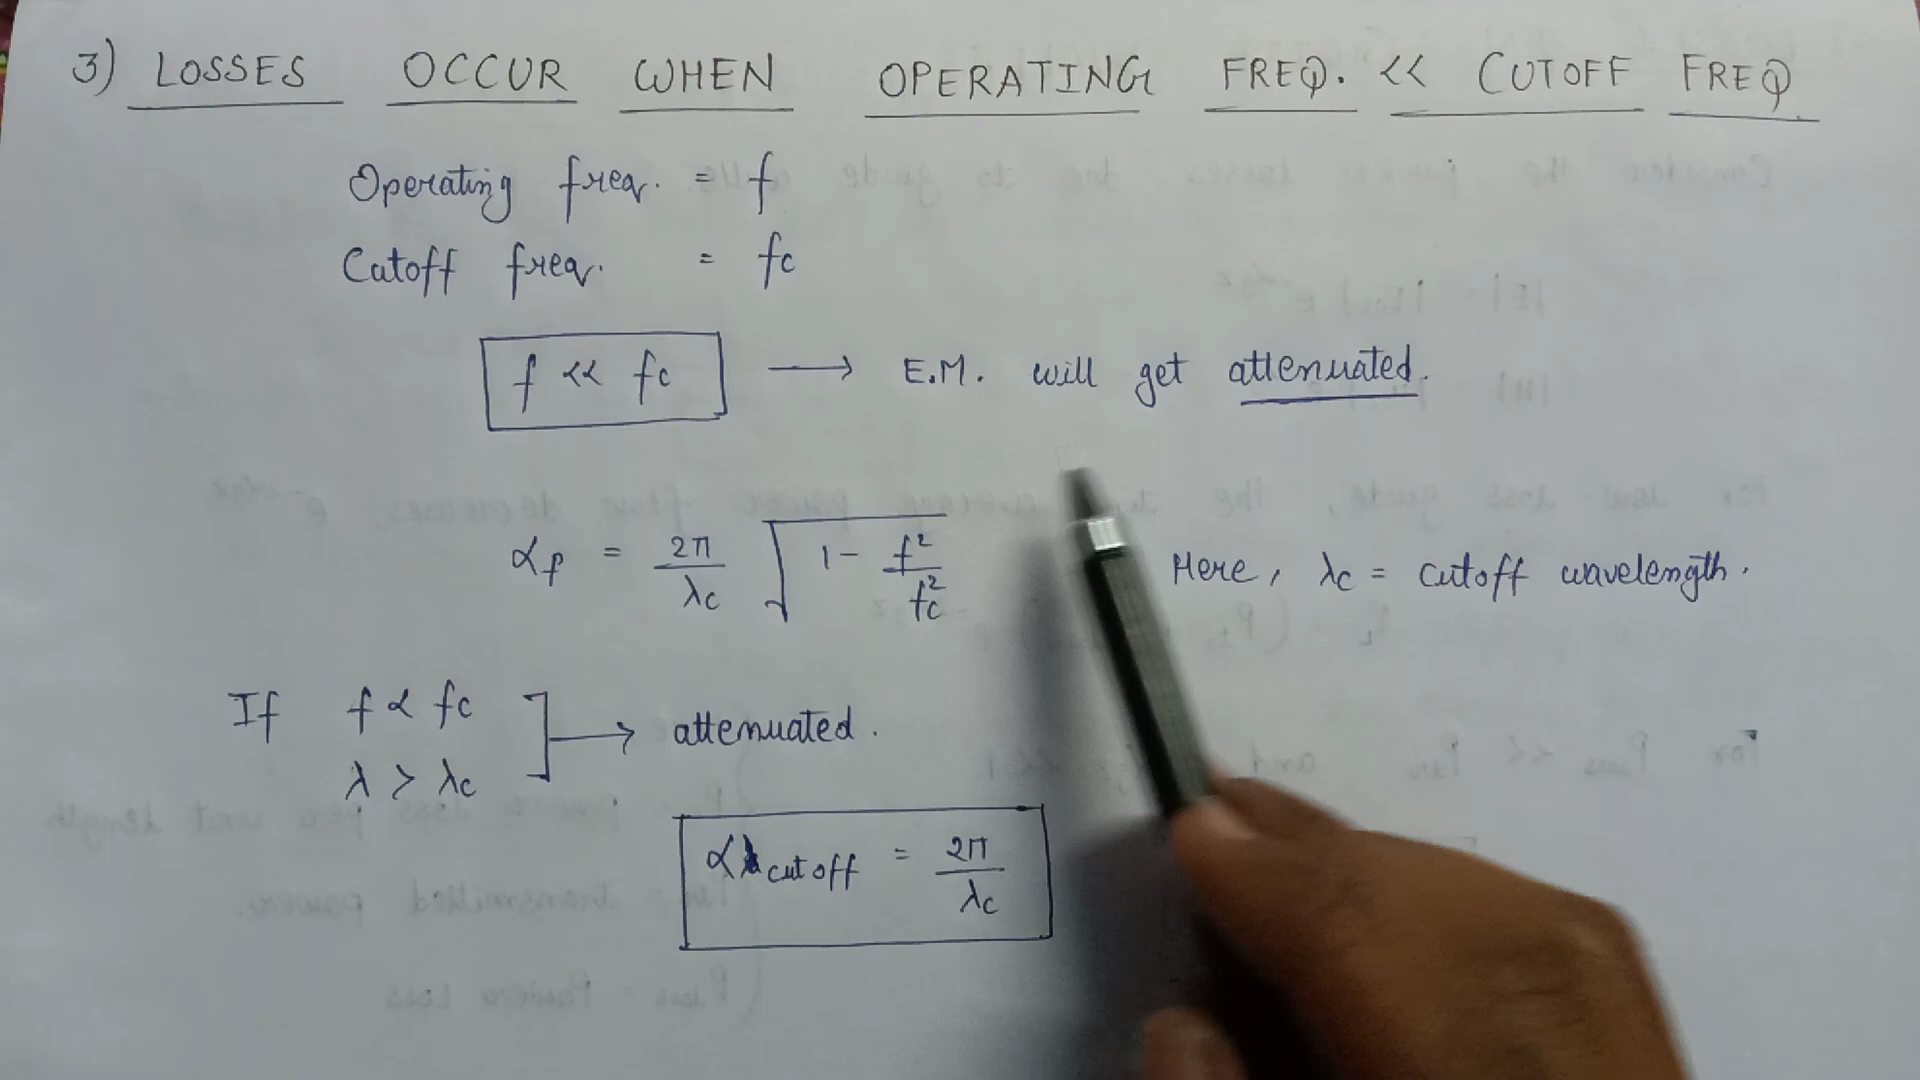 3) LOSSES OCCUR WHEN OPERATING FREQ. << CUTOFF FREQ
Operating freq. = f
Cutoff freq. = fc
f << fc → E.M. will get attenuated.
αf = 2π/λc √(1 - f²/fc²) Here, λc = cutoff wavelength.
If f α fc
λ > λc → attenuated.
α cutoff = 2π/λc